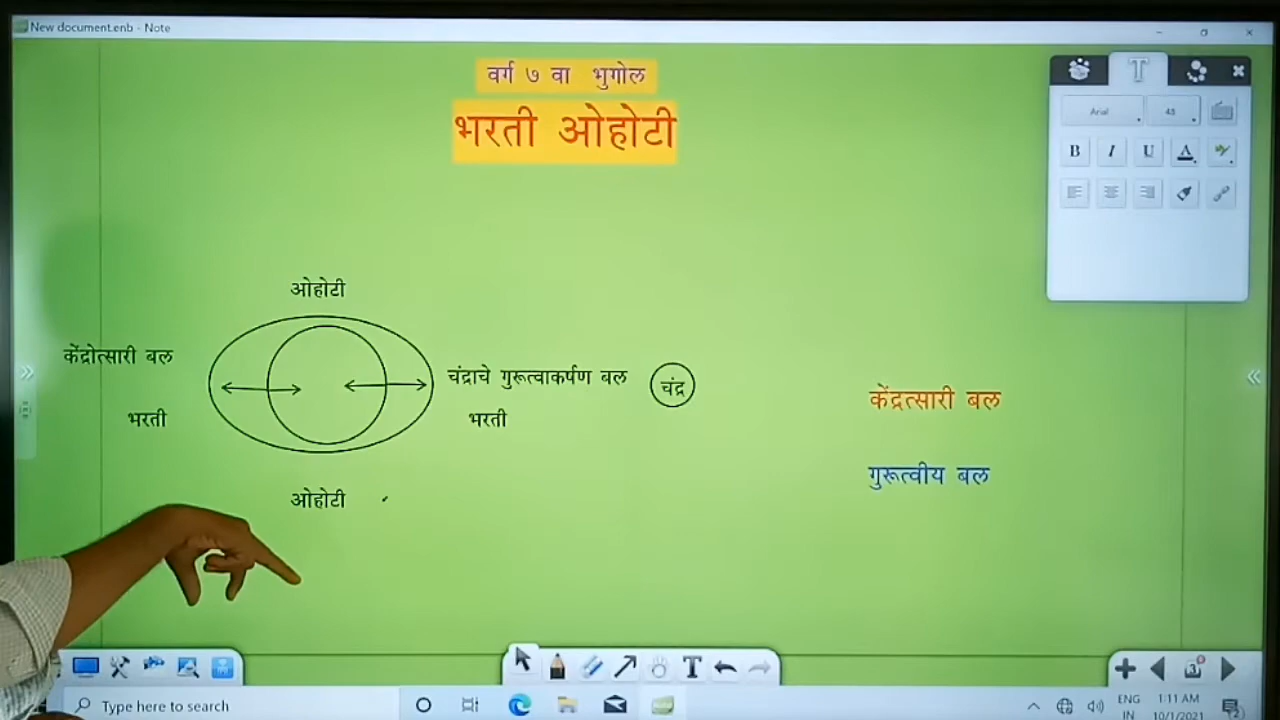 New document.enb - Note
वर्ग ७ वा भुगोल
भरती ओहोटी
Arial 48
B I U A
ओहोटी
केंद्रोत्सारी बल
चंद्राचे गुरूत्वाकर्षण बल
चंद्र
भरती
भरती
ओहोटी
केंद्रत्सारी बल
गुरूत्वीय बल
T
Type here to search
ENG
IN
1:11 AM
10/1/2021